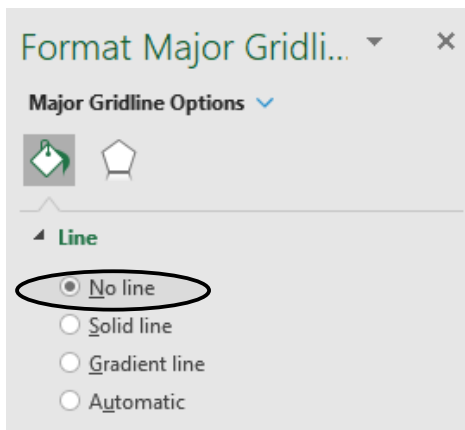 Format Major Gridli...
Major Gridline Options
Line
No line
Solid line
Gradient line
Automatic